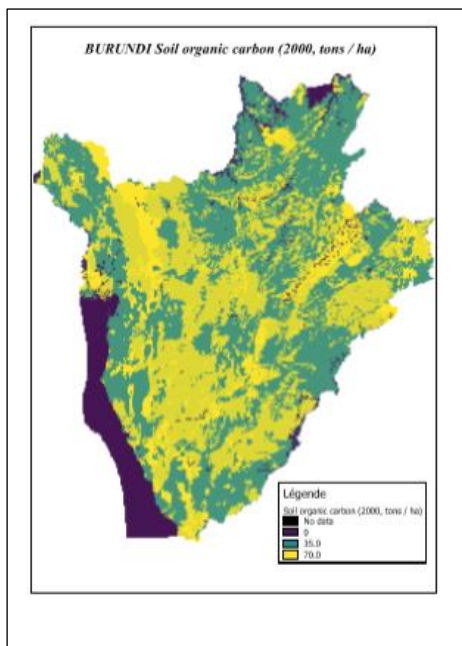 BURUNDI Soil organic carbon (2000, tons / ha)
Légende
Soil organic carbon (2000, tons / ha)
No data
0
35.0
70.0